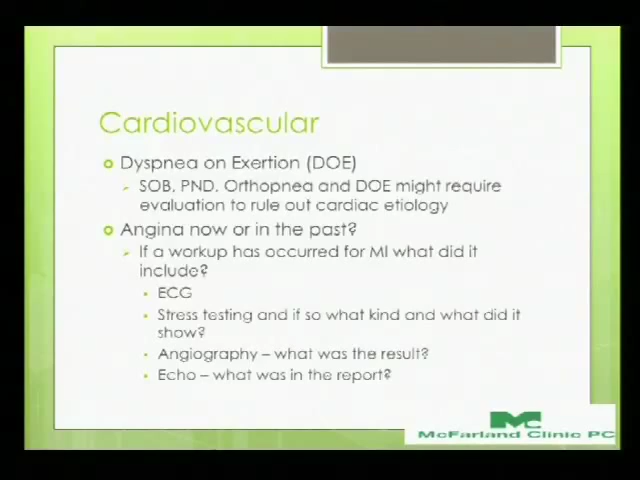 Cardiovascular
Dyspnea on Exertion (DOE)
SOB, PND, Orthopnea and DOE might require
evaluation to rule out cardiac etiology
Angina now or in the past?
If a workup has occurred for MI what did it
include?
ECG
Stress testing and if so what kind and what did it
show?
Angiography – what was the result?
Echo – what was in the report?
MC
McFarland Clinic PC